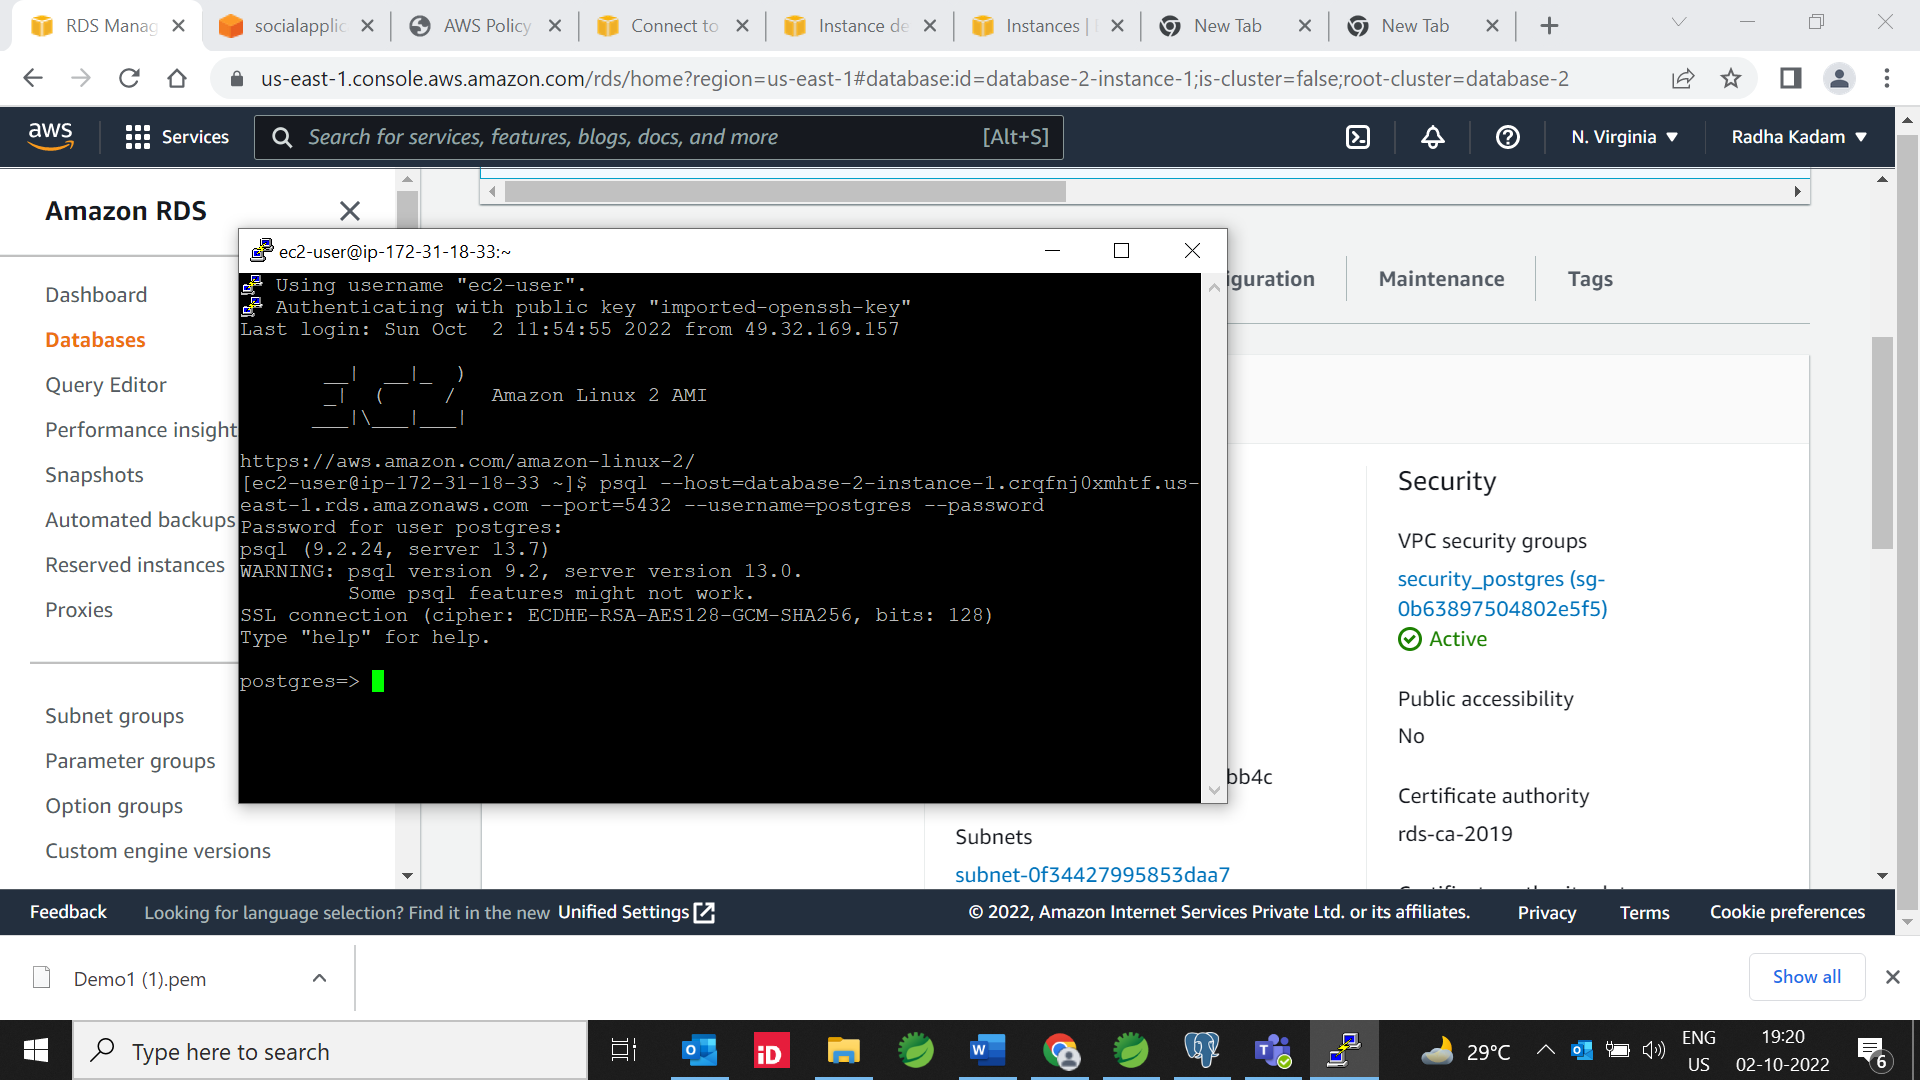 RDS Manag
socialapplic
AWS Policy
Connect to
Instance de
Instances |
New Tab
New Tab
us-east-1.console.aws.amazon.com/rds/home?region=us-east-1#database:id=database-2-instance-1;is-cluster=false;root-cluster=database-2
aws
Services
Search for services, features, blogs, docs, and more
[Alt+S]
N. Virginia
Radha Kadam
Amazon RDS
Dashboard
Databases
Query Editor
Performance insight
Snapshots
Automated backups
Reserved instances
Proxies
Subnet groups
Parameter groups
Option groups
Custom engine versions
ec2-user@ip-172-31-18-33:~
Using username "ec2-user".
Authenticating with public key "imported-openssh-key"
Last login: Sun Oct  2 11:54:55 2022 from 49.32.169.157
       __|  __|_  )
       _|  (     /   Amazon Linux 2 AMI
      ___|\___|___|
https://aws.amazon.com/amazon-linux-2/
[ec2-user@ip-172-31-18-33 ~]$ psql --host=database-2-instance-1.crqfnj0xmhtf.us-
east-1.rds.amazonaws.com --port=5432 --username=postgres --password
Password for user postgres:
psql (9.2.24, server 13.7)
WARNING: psql version 9.2, server version 13.0.
         Some psql features might not work.
SSL connection (cipher: ECDHE-RSA-AES128-GCM-SHA256, bits: 128)
Type "help" for help.
postgres=>
iguration
Maintenance
Tags
Security
VPC security groups
security_postgres (sg-
0b63897504802e5f5)
Active
Public accessibility
No
Certificate authority
rds-ca-2019
bb4c
Subnets
subnet-0f34427995853daa7
Feedback
Looking for language selection? Find it in the new Unified Settings
© 2022, Amazon Internet Services Private Ltd. or its affiliates.
Privacy
Terms
Cookie preferences
Demo1 (1).pem
Show all
Type here to search
29°C
ENG
US
19:20
02-10-2022
6